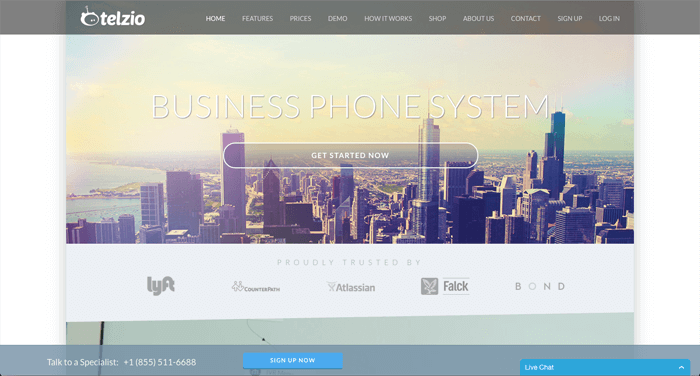 telzio
HOME FEATURES PRICES DEMO HOW IT WORKS SHOP ABOUT US CONTACT SIGN UP LOG IN
BUSINESS PHONE SYSTEM
GET STARTED NOW
PROUDLY TRUSTED BY
lyft CounterPath Atlassian Falck BOND
Talk to a Specialist: +1 (855) 511-6688 SIGN UP NOW
Live Chat